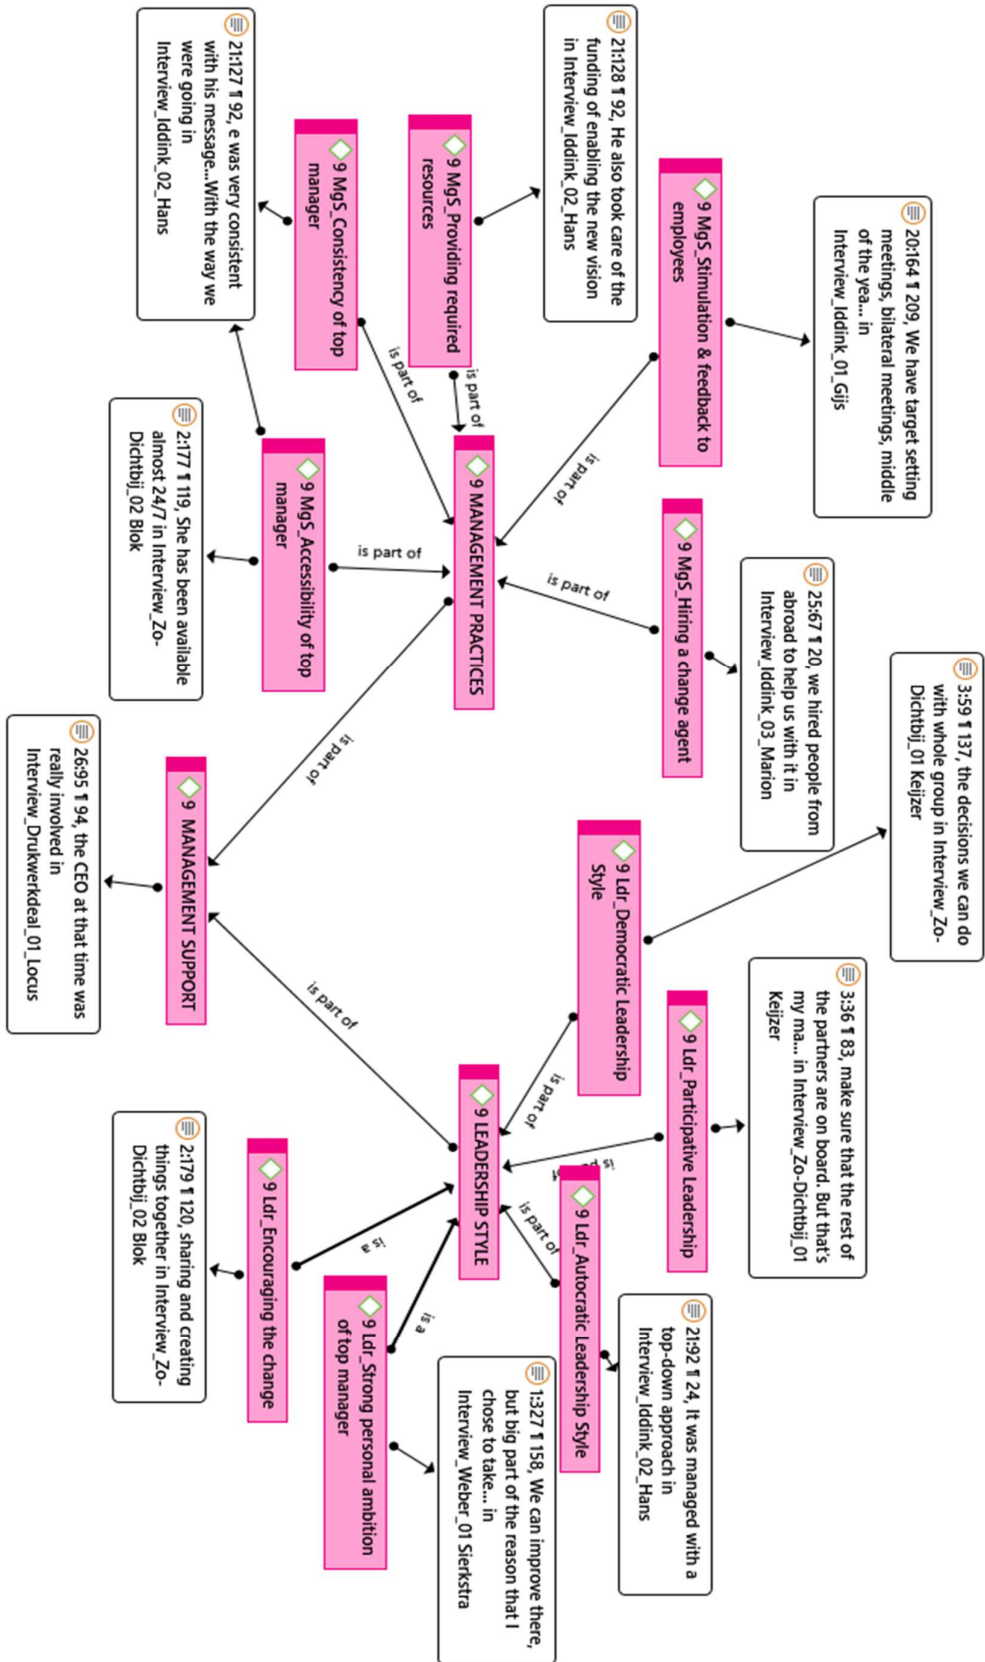 20:164 ¶ 209, We have target setting
meetings, bilateral meetings, middle
of the yea... in
Interview_Iddink_01_Gijs
21:128 ¶ 92, He also took care of the
funding of enabling the new vision
in Interview_Iddink_02_Hans
21:127 ¶ 92, e was very consistent
with his message...With the way we
were going in
Interview_Iddink_02_Hans
9 MgS_Stimulation & feedback to
employees
9 MgS_Providing required
resources
9 MgS_Consistency of top
manager
is part of
is part of
is part of
25:67 ¶ 20, we hired people from
abroad to help us with it in
Interview_Iddink_03_Marion
9 MgS_Hiring a change agent
is part of
9 MANAGEMENT PRACTICES
is part of
9 MgS_Accessibility of top
manager
2:177 ¶ 119, She has been available
almost 24/7 in Interview_Zo-
Dichtbij_02 Blok
is part of
9 MANAGEMENT SUPPORT
26:95 ¶ 94, the CEO at that time was
really involved in
Interview_Drukwerkdeal_01_Locus
3:59 ¶ 137, the decisions we can do
with whole group in Interview_Zo-
Dichtbij_01 Keijzer
9 Ldr_Democratic Leadership
Style
is part of
3:36 ¶ 83, make sure that the rest of
the partners are on board. But that's
my ma... in Interview_Zo-Dichtbij_01
Keijzer
9 Ldr_Participative Leadership
is part of
is part of
9 LEADERSHIP STYLE
21:92 ¶ 24, It was managed with a
top-down approach in
Interview_Iddink_02_Hans
9 Ldr_Autocratic Leadership Style
is part of
is a
is a
9 Ldr_Encouraging the change
2:179 ¶ 120, sharing and creating
things together in Interview_Zo-
Dichtbij_02 Blok
9 Ldr_Strong personal ambition
of top manager
1:327 ¶ 158, We can improve there,
but big part of the reason that I
chose to take... in
Interview_Weber_01 Sierkstra